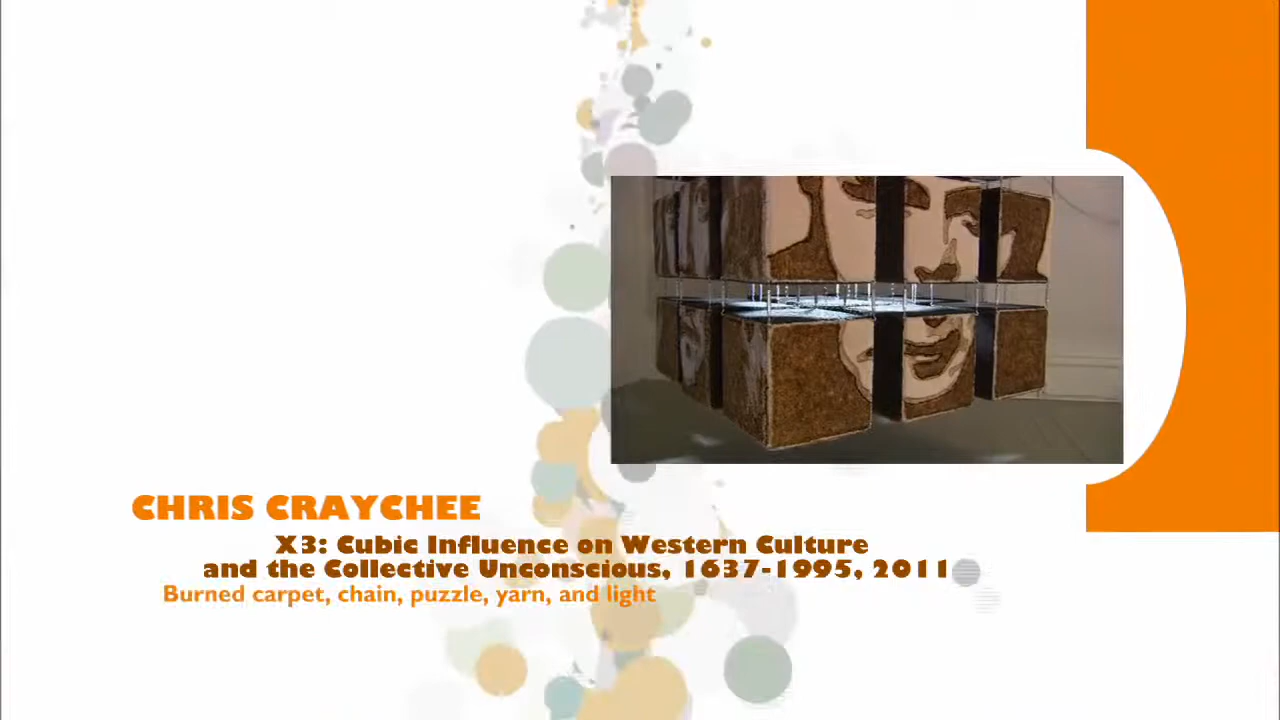 CHRIS CRAYCHEE
X3: Cubic Influence on Western Culture
and the Collective Unconscious, 1637-1995, 2011
Burned carpet, chain, puzzle, yarn, and light